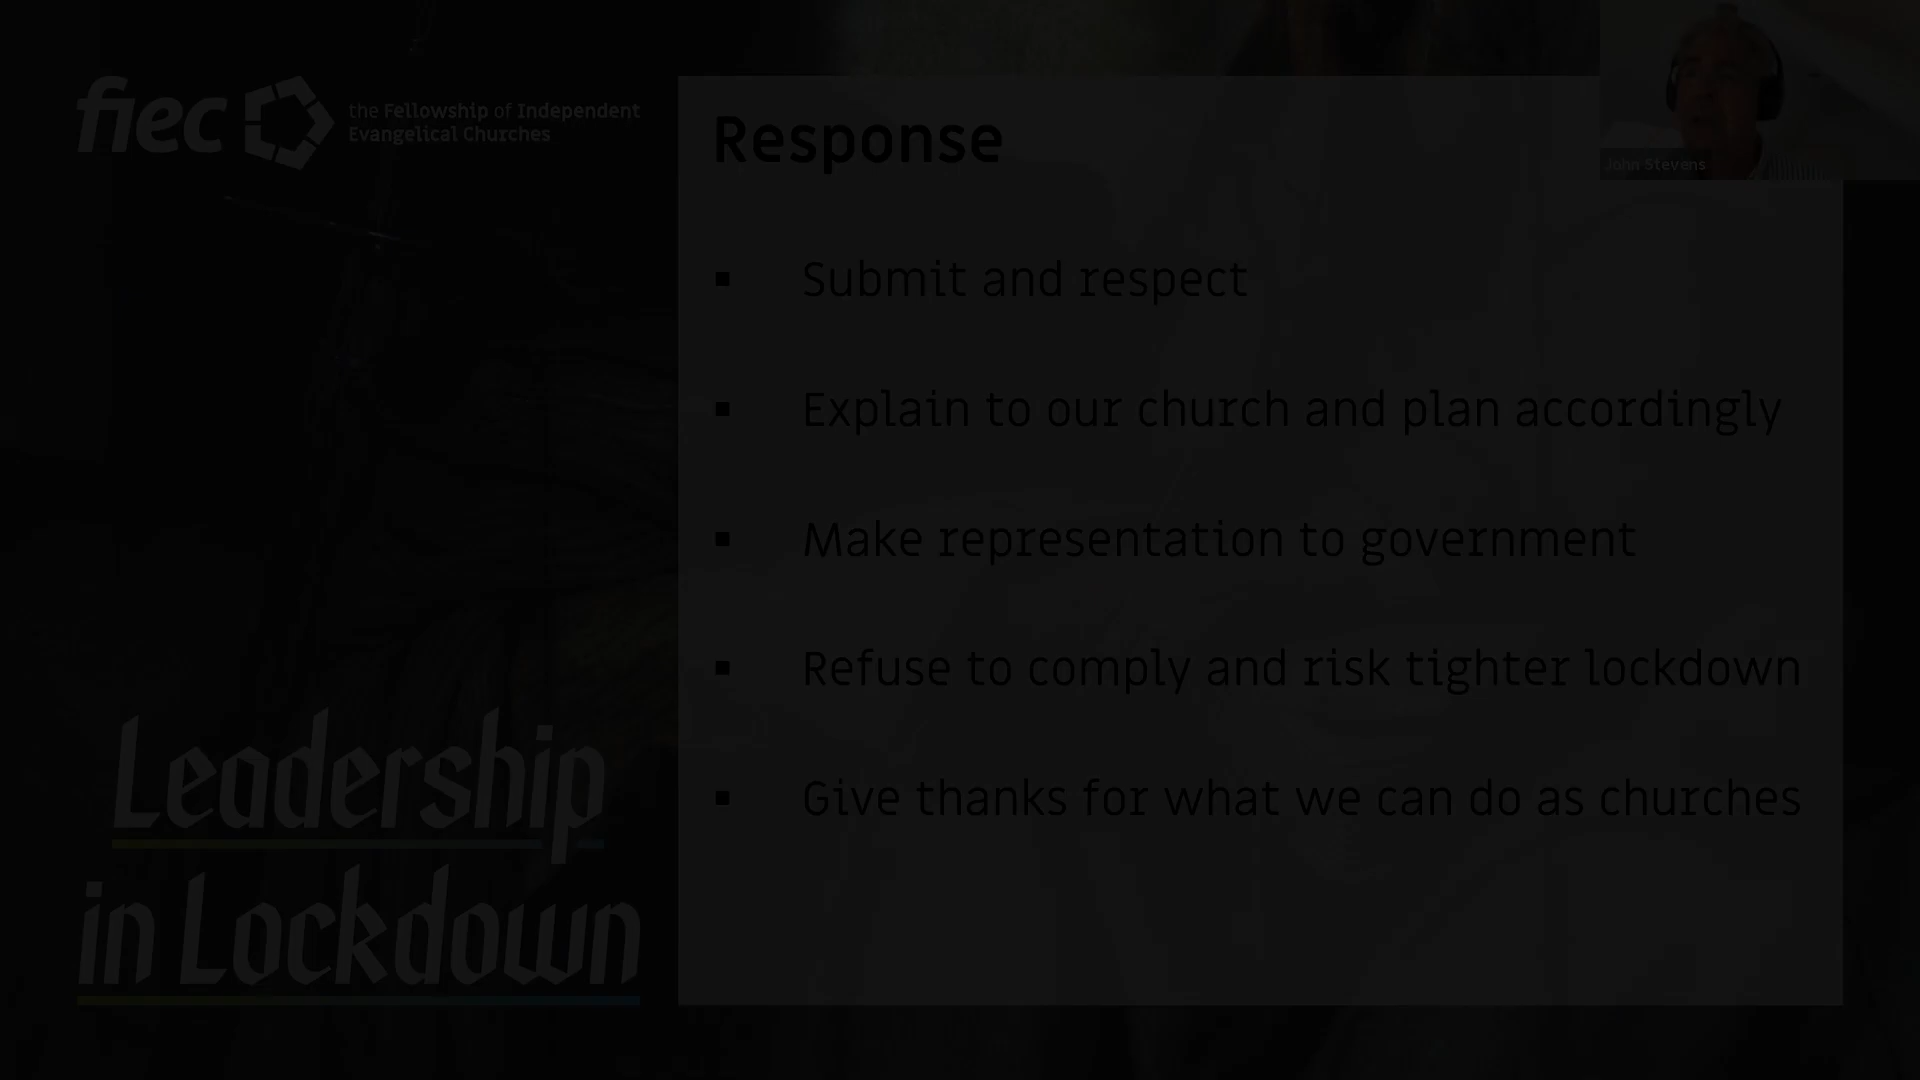 fiec
the Fellowship of Independent
Evangelical Churches
Response
John Stevens
▪ Submit and respect
▪ Explain to our church and plan accordingly
▪ Make representation to government
▪ Refuse to comply and risk tighter lockdown
▪ Give thanks for what we can do as churches
Leadership
in Lockdown